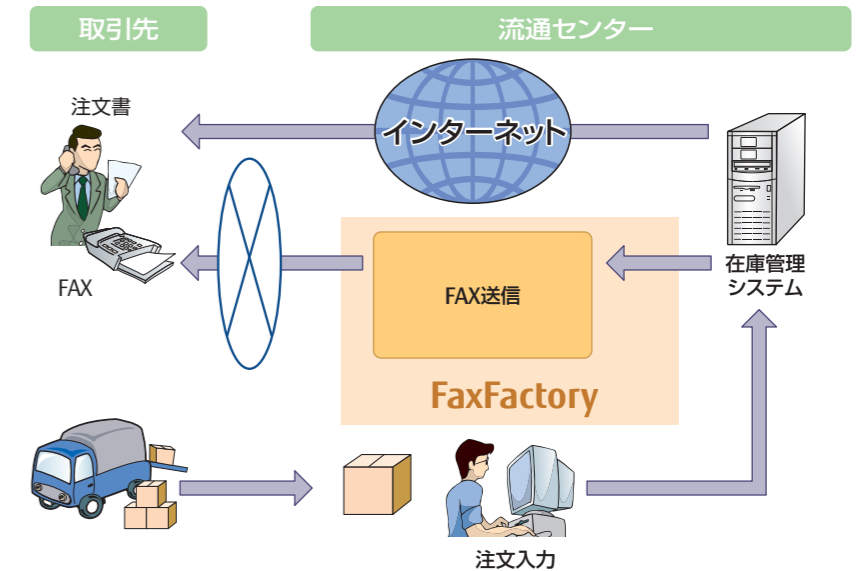 取引先
流通センター
注文書
インターネット
在庫管理
システム
FAX
FAX送信
FaxFactory
注文入力